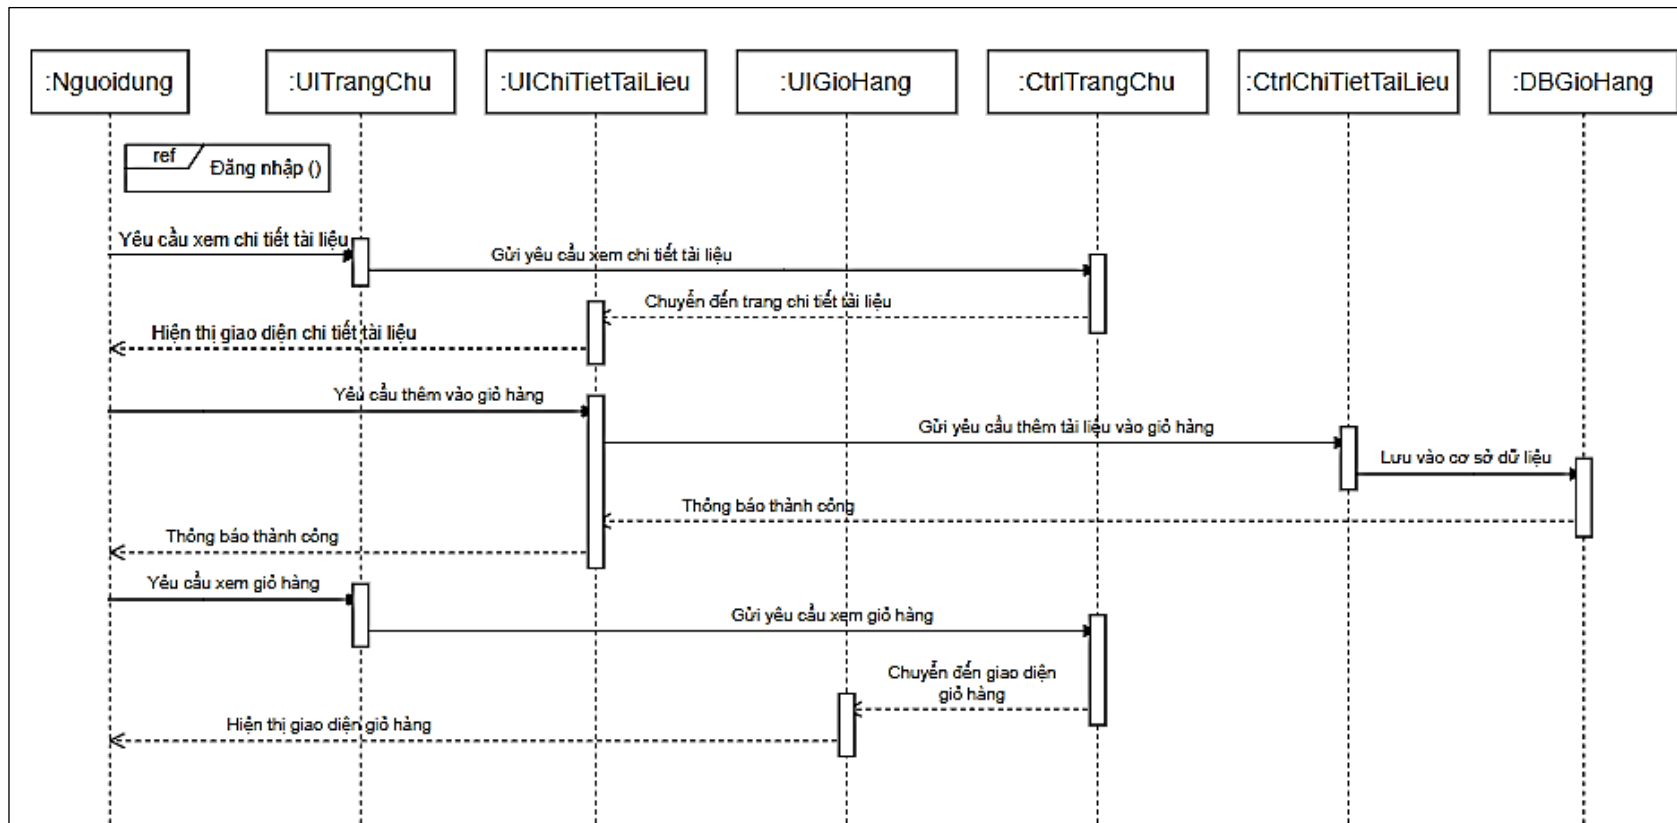 :Nguoidung
:UITrangChu
:UIChiTietTaiLieu
:UIGioHang
:CtrlTrangChu
:CtrlChiTietTaiLieu
:DBGioHang
ref
Đăng nhập ()
Yêu cầu xem chi tiết tài liệu
Gửi yêu cầu xem chi tiết tài liệu
Chuyển đến trang chi tiết tài liệu
Hiện thị giao diện chi tiết tài liệu
Yêu cầu thêm vào giỏ hàng
Gửi yêu cầu thêm tài liệu vào giỏ hàng
Lưu vào cơ sở dữ liệu
Thông báo thành công
Thông báo thành công
Yêu cầu xem giỏ hàng
Gửi yêu cầu xem giỏ hàng
Chuyển đến giao diện
giỏ hàng
Hiện thị giao diện giỏ hàng